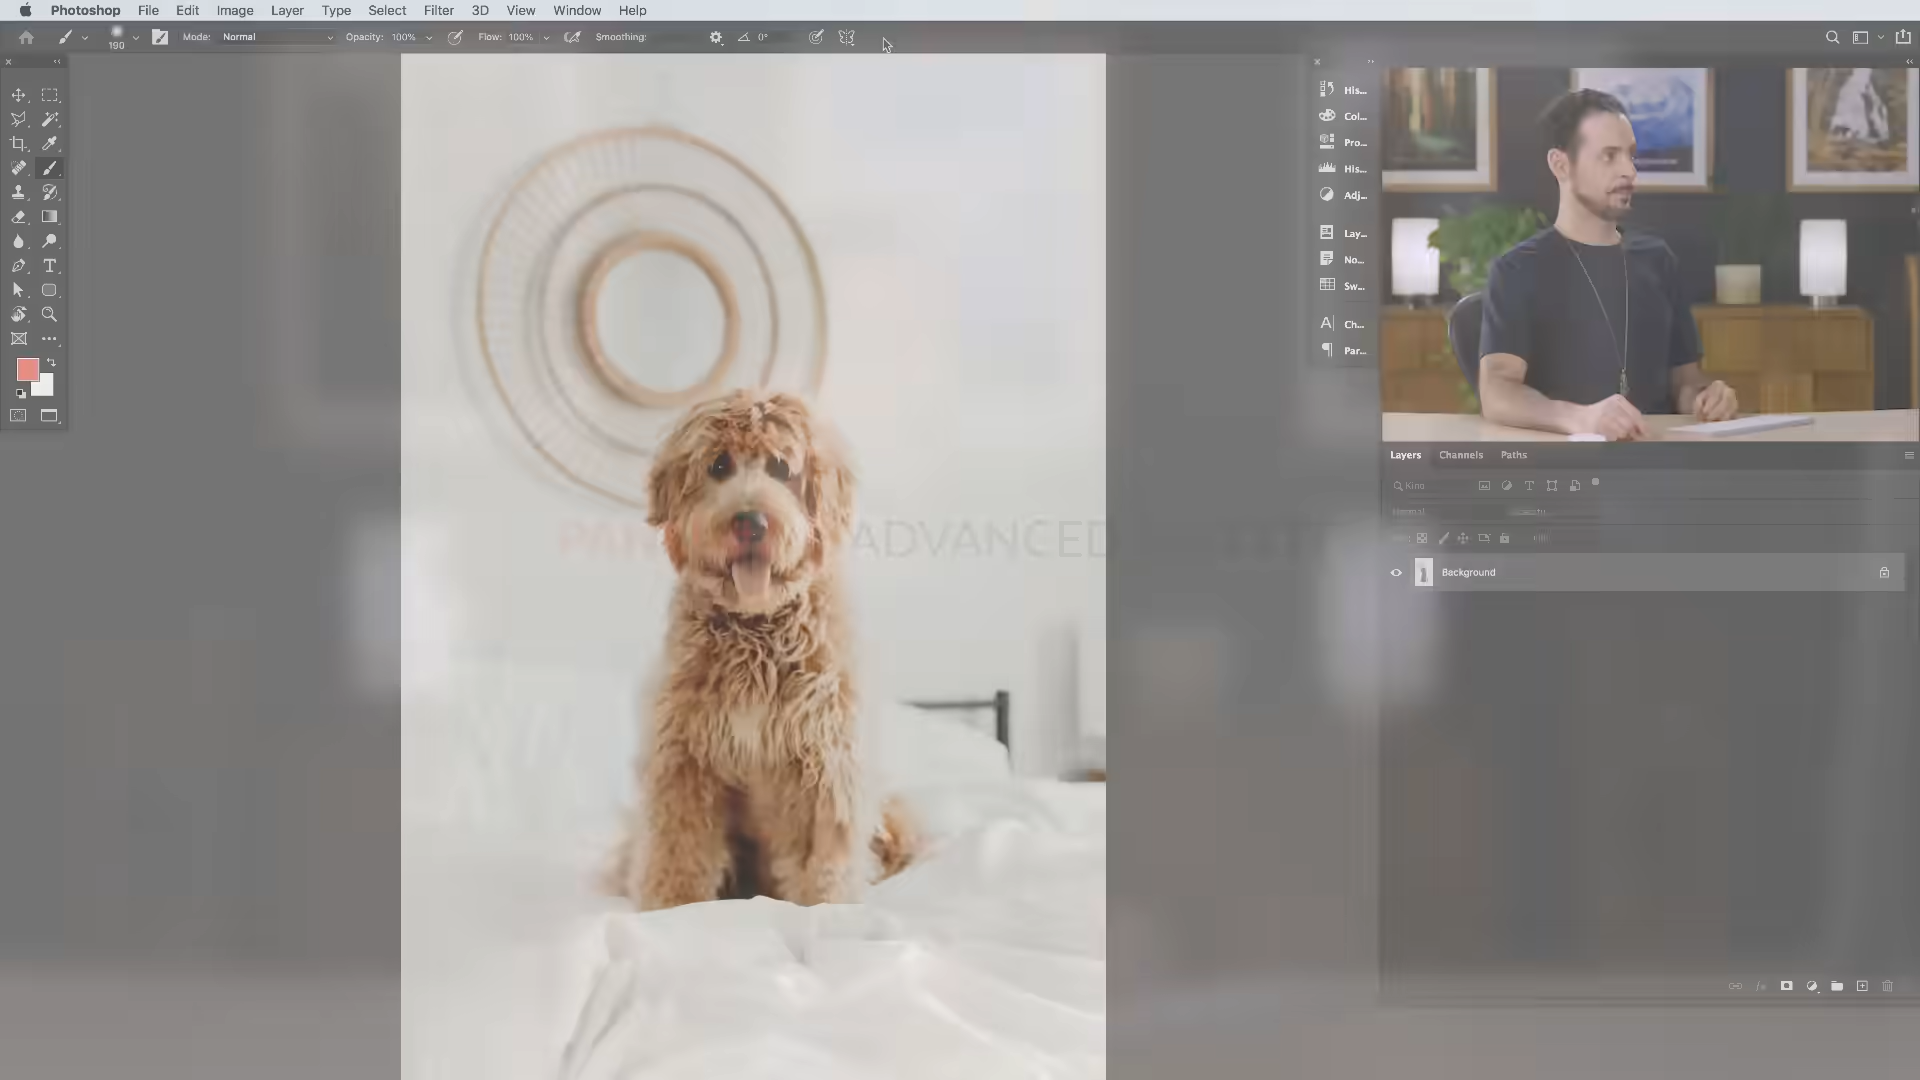 Photoshop File Edit Image Layer Type Select Filter 3D View Window Help
190 Mode: Normal Opacity: 100% Flow: 100% Smoothing: 0°
His...
Col...
Pro...
His...
Adj...
Lay...
No...
Sw...
Ch...
Par...
Layers Channels Paths
Kind
Normal
ADVANCED
Background